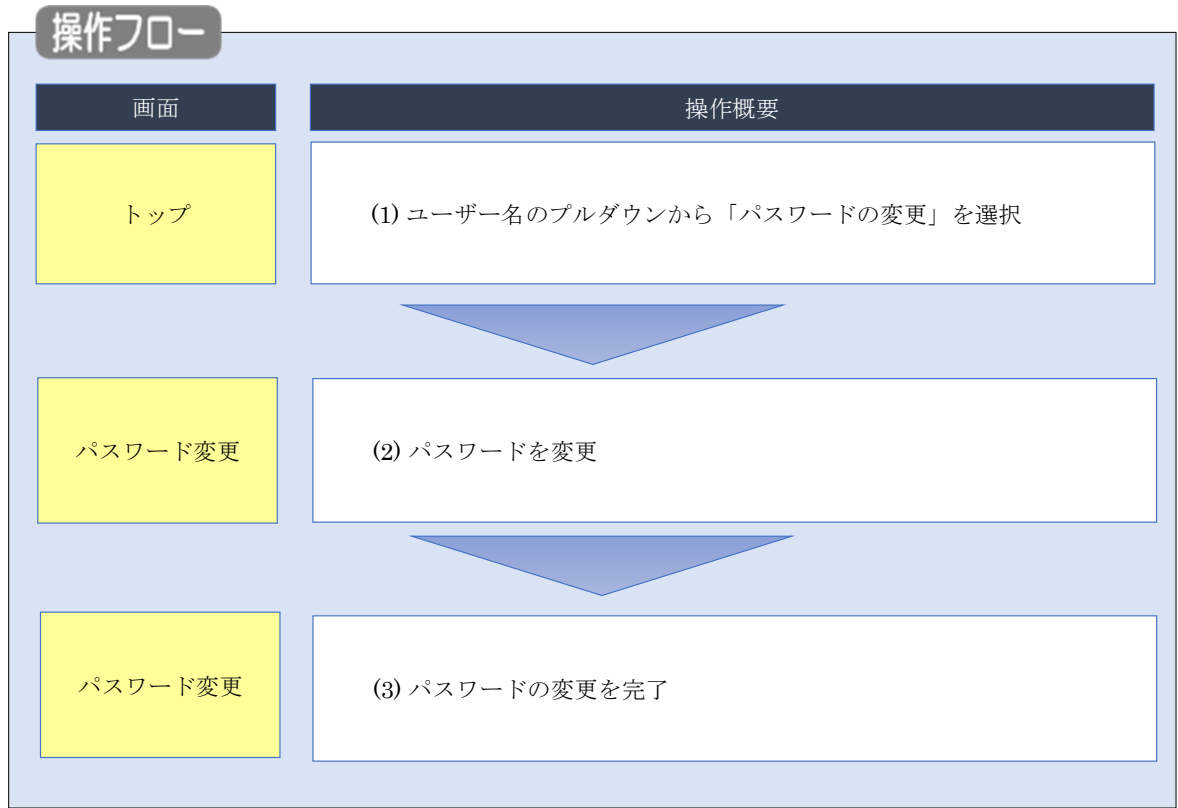 操作フロー
画面
操作概要
トップ
(1) ユーザー名のプルダウンから「パスワードの変更」を選択
パスワード変更
(2) パスワードを変更
パスワード変更
(3) パスワードの変更を完了